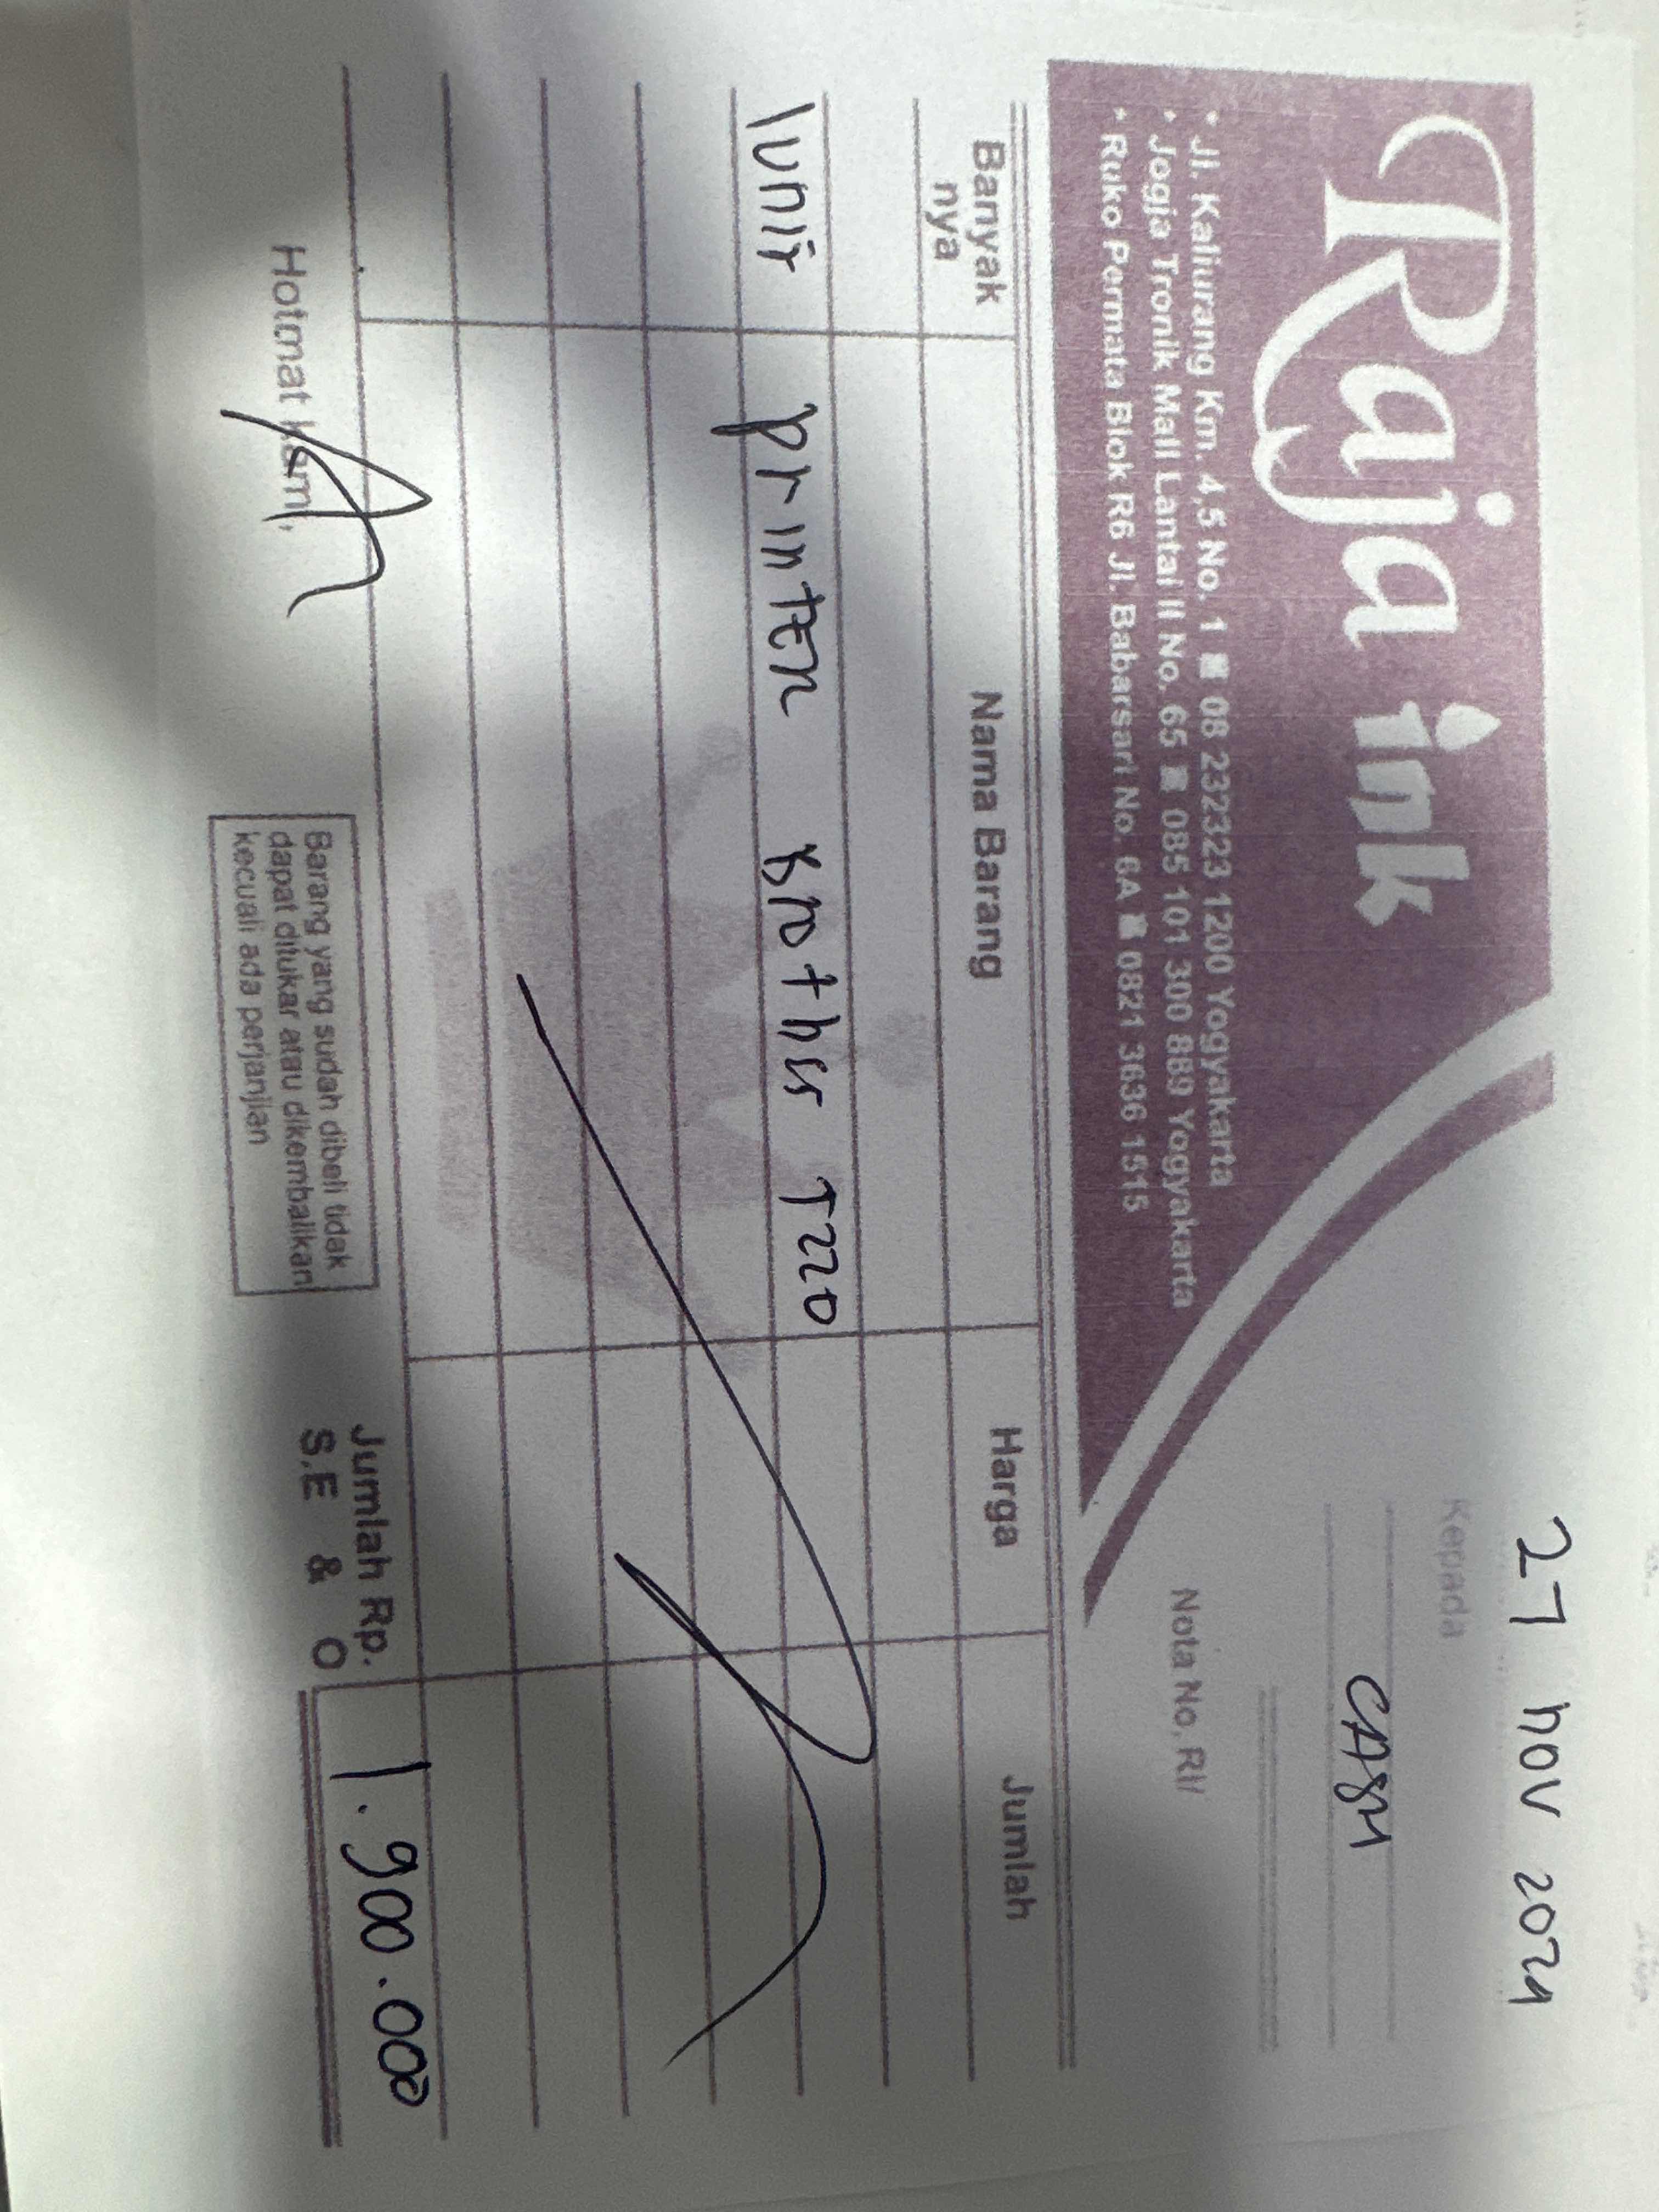 27 nov 2024
Kepada
CASH
Nota No. RI/
Raja ink
• Jl. Kaliurang Km. 4,5 No. 1 08 232323 1200 Yogyakarta
• Jogja Tronik Mall Lantai II No. 65 085 101 300 889 Yogyakarta
• Ruko Permata Blok R6 Jl. Babarsari No. 6A 0821 3636 1515
Banyak nya Nama Barang Harga Jumlah
1 Unit printer Brother T220
Hotmat kami,
Barang yang sudah dibeli tidak
dapat ditukar atau dikembalikan
kecuali ada perjanjian
Jumlah Rp. 1.900.000
S.E & O